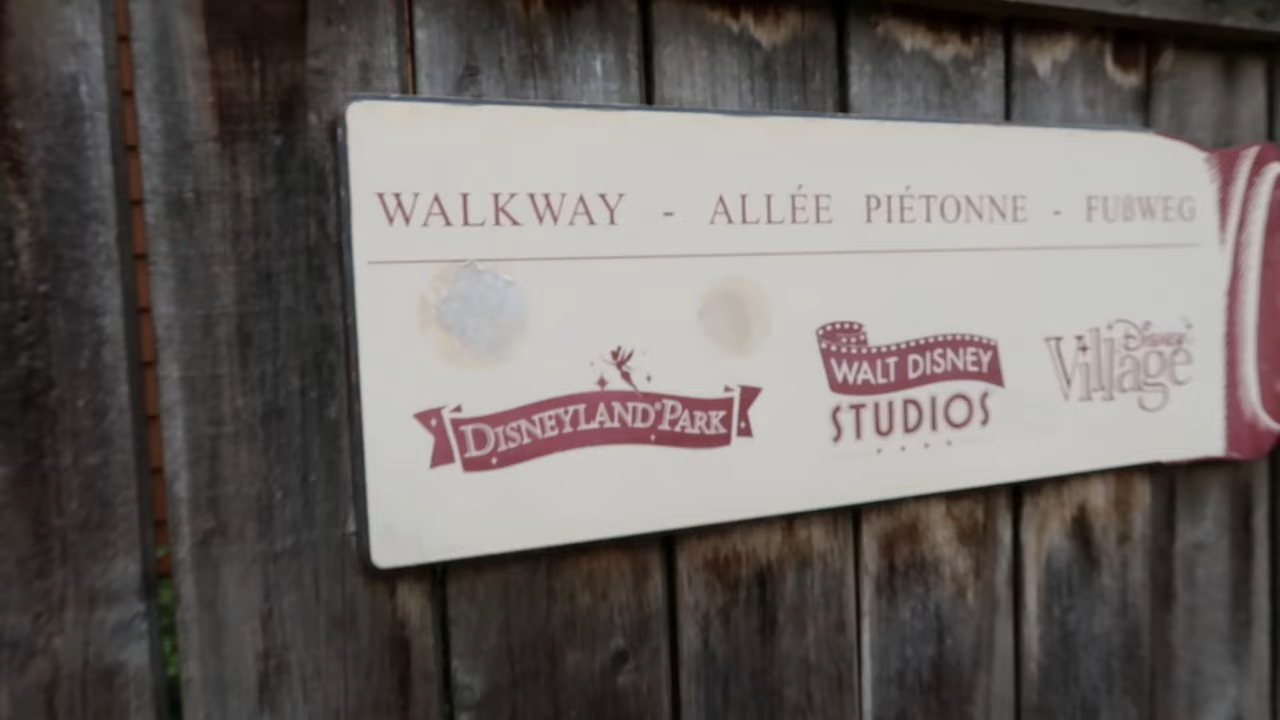 WALKWAY - ALLÉE PIÉTONNE - FUßWEG
DISNEYLAND PARK
WALT DISNEY
STUDIOS
DISNEY
Village